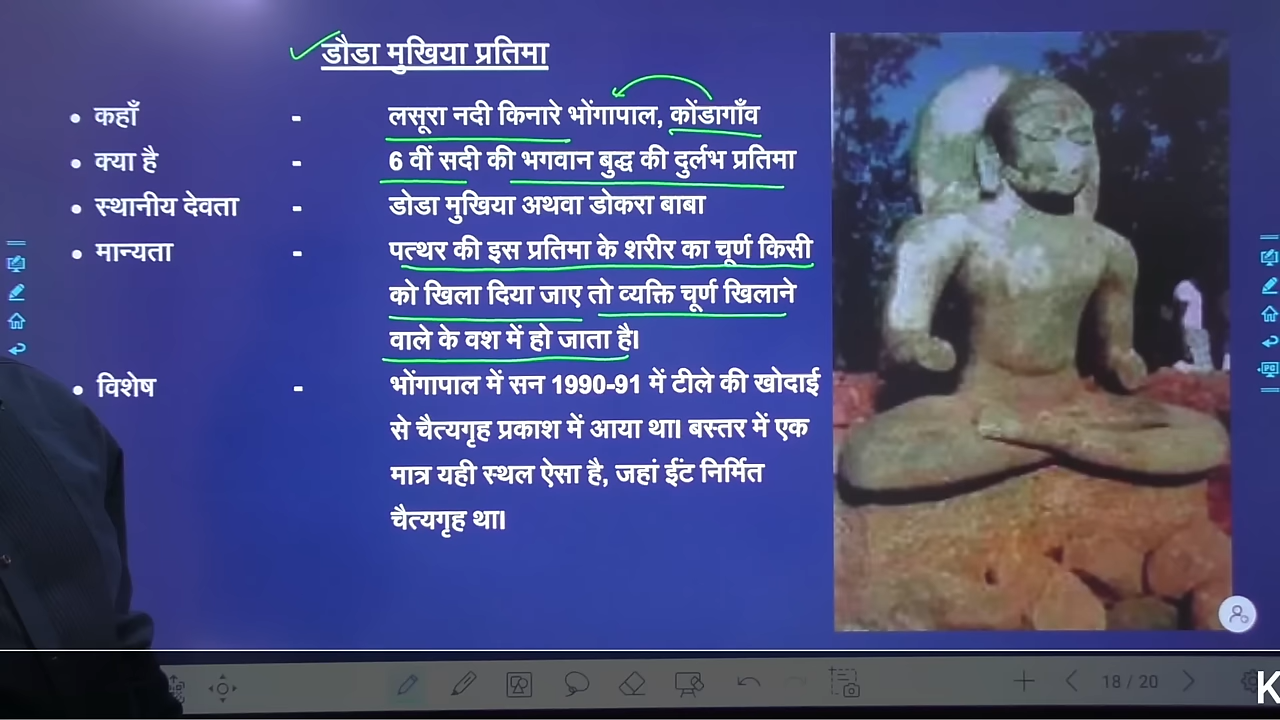 डौडा मुखिया प्रतिमा
• कहाँ - लसूरा नदी किनारे भोंगापाल, कोंडागाँव
• क्या है - 6 वीं सदी की भगवान बुद्ध की दुर्लभ प्रतिमा
• स्थानीय देवता - डोडा मुखिया अथवा डोकरा बाबा
• मान्यता - पत्थर की इस प्रतिमा के शरीर का चूर्ण किसी
को खिला दिया जाए तो व्यक्ति चूर्ण खिलाने
वाले के वश में हो जाता है।
• विशेष - भोंगापाल में सन 1990-91 में टीले की खोदाई
से चैत्यगृह प्रकाश में आया था। बस्तर में एक
मात्र यही स्थल ऐसा है, जहां ईंट निर्मित
चैत्यगृह था।
18 / 20
K